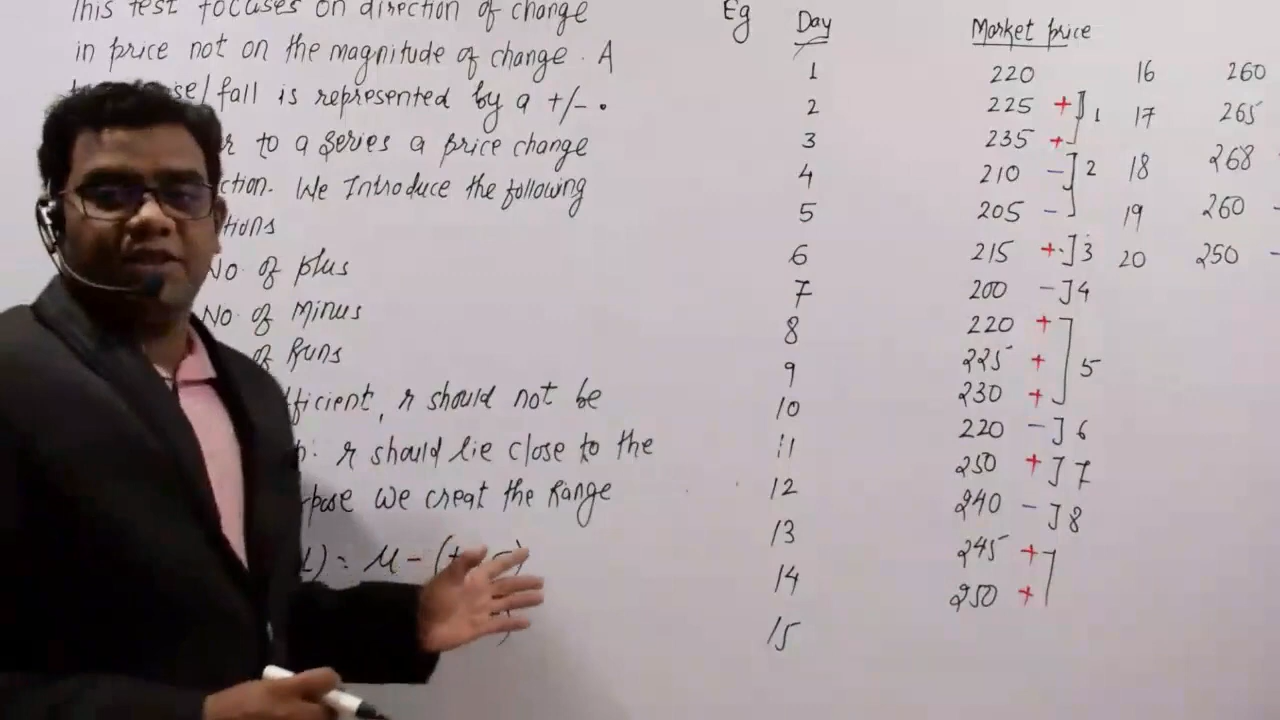 This test focuses on direction of change
in price not on the magnitude of change. A
/fall is represented by a +/-.
to a series a price change
We Introduce the following
No. of plus
No. of Minus
of Runs
r should not be
r should lie close to the
we creat the Range
= μ - (
Eg Day Market price
1 220
2 225 + ] 1
3 235 +
4 210 - ] 2
5 205 -
6 215 + ] 3
7 200 - ] 4
8 220 +
9 225 + ] 5
10 230 +
11 220 - ] 6
12 250 + ] 7
13 240 - ] 8
14 245 + ]
15 250 +
16 260
17 265
18 268
19 260 -
20 250 -